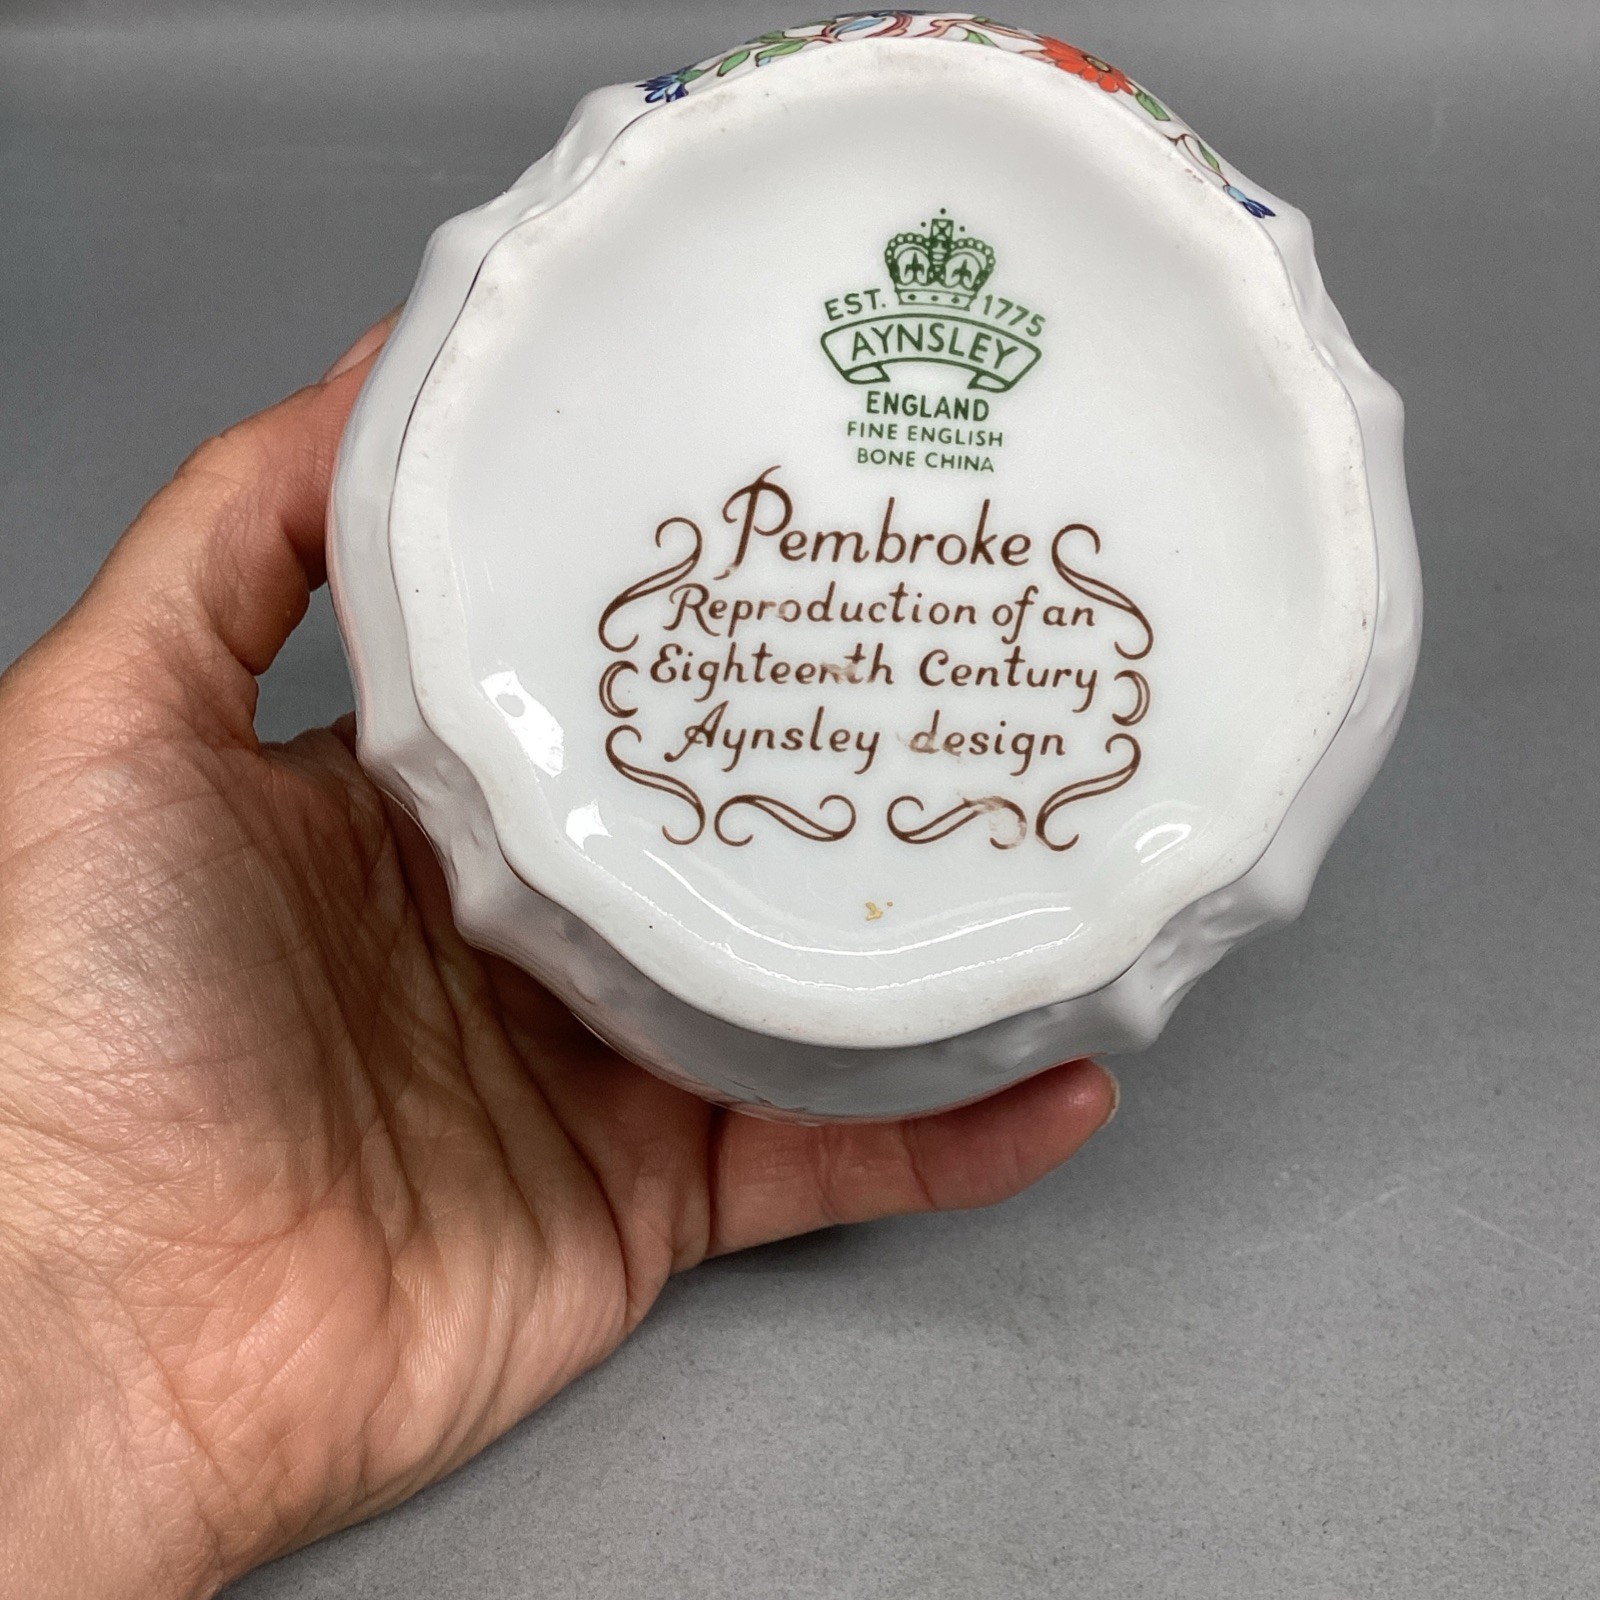 EST. 1775
AYNSLEY
ENGLAND
FINE ENGLISH
BONE CHINA
Pembroke
Reproduction of an
Eighteenth Century
Aynsley design